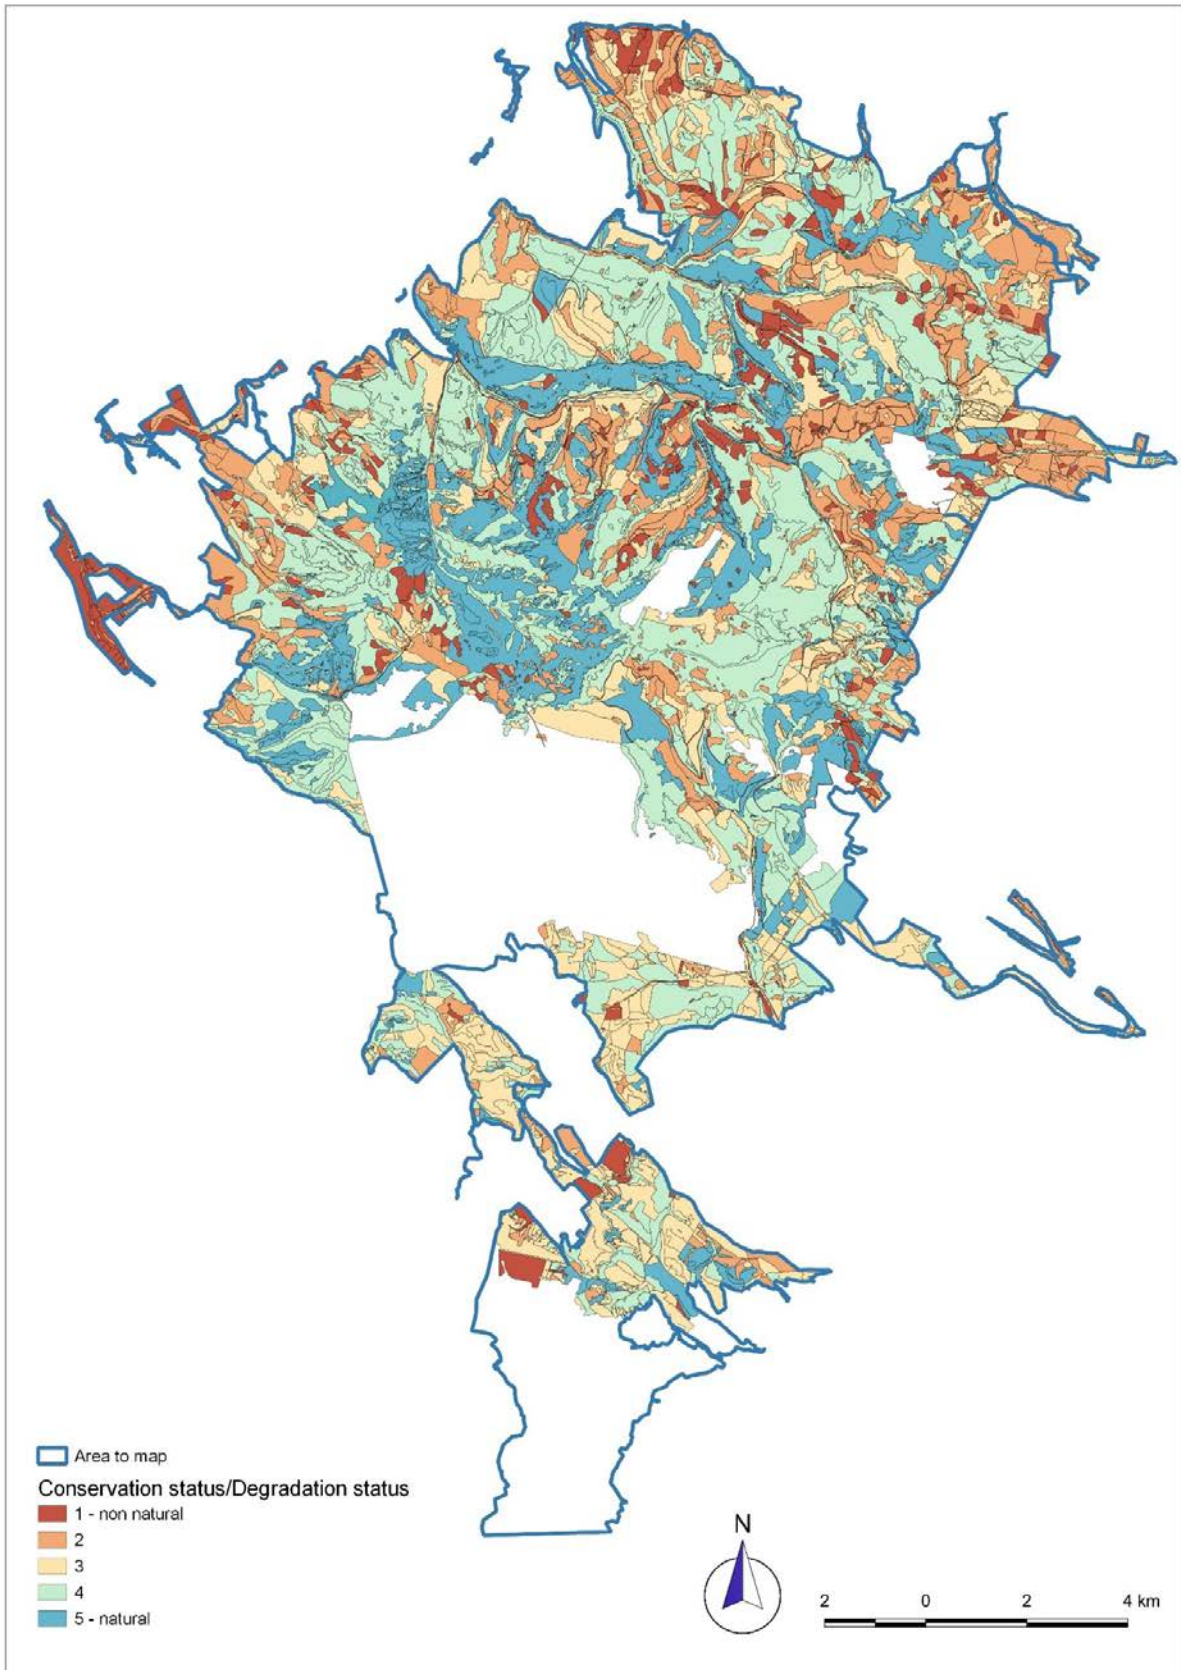 Area to map
Conservation status/Degradation status
1 - non natural
2
3
4
5 - natural
N
2 0 2 4 km